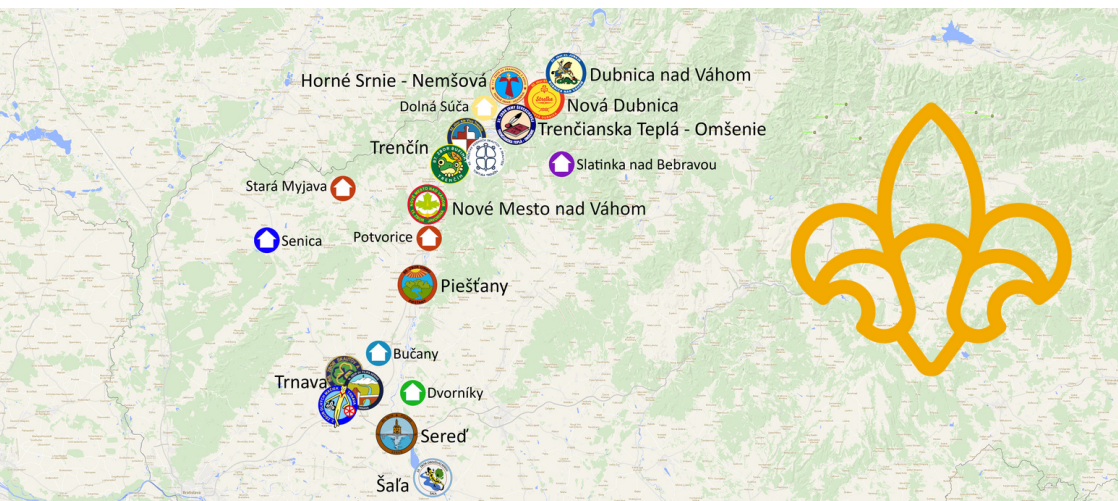 Horné Srnie - Nemšová
Dubnica nad Váhom
Dolná Súča
Nová Dubnica
Trenčianska Teplá - Omšenie
Trenčín
Slatinka nad Bebravou
Stará Myjava
Nové Mesto nad Váhom
Senica
Potvorice
Piešťany
Bučany
Trnava
Dvorníky
Sereď
Šaľa